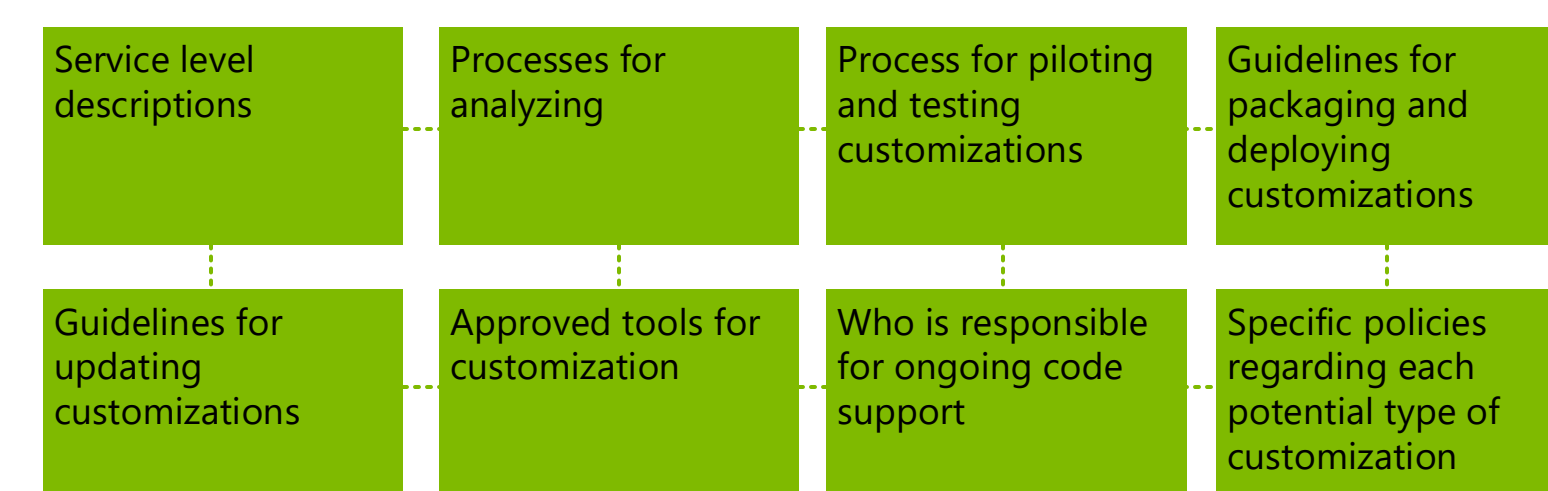 Service level
descriptions
Processes for
analyzing
Process for piloting
and testing
customizations
Guidelines for
packaging and
deploying
customizations
Guidelines for
updating
customizations
Approved tools for
customization
Who is responsible
for ongoing code
support
Specific policies
regarding each
potential type of
customization